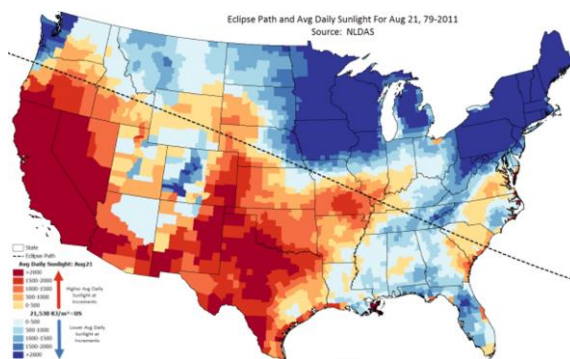 Eclipse Path and Avg Daily Sunlight For Aug 21, 79-2011
Source: NLDAS
State
Eclipse Path
Avg Daily Sunlight: Aug21
>2000
1500-2000
1000-1500
500-1000
0-500
Higher Avg Daily
Sunlight at
Increments
21,530 KJ/m²=US
0-500
500-1000
1000-1500
1500-2000
>2000
Lower Avg Daily
Sunlight at
Increments